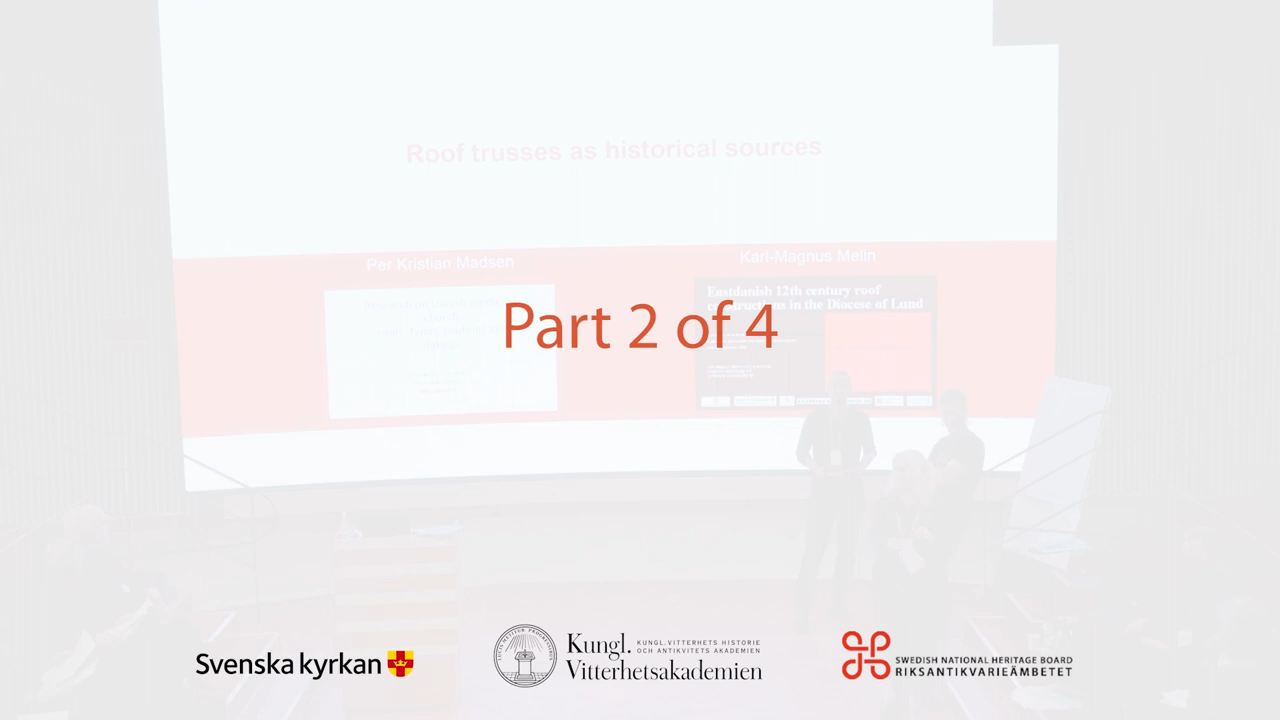 Roof trusses as historical sources
Per Kristian Madsen
Karl-Magnus Melin
Eastdanish 12th century roof
constructions in the Diocese of Lund
Part 2 of 4
Svenska kyrkan
Kungl.
KUNGL. VITTERHETS HISTORIE
OCH ANTIKVITETS AKADEMIEN
Vitterhetsakademien
SWEDISH NATIONAL HERITAGE BOARD
RIKSANTIKVARIEÄMBETET